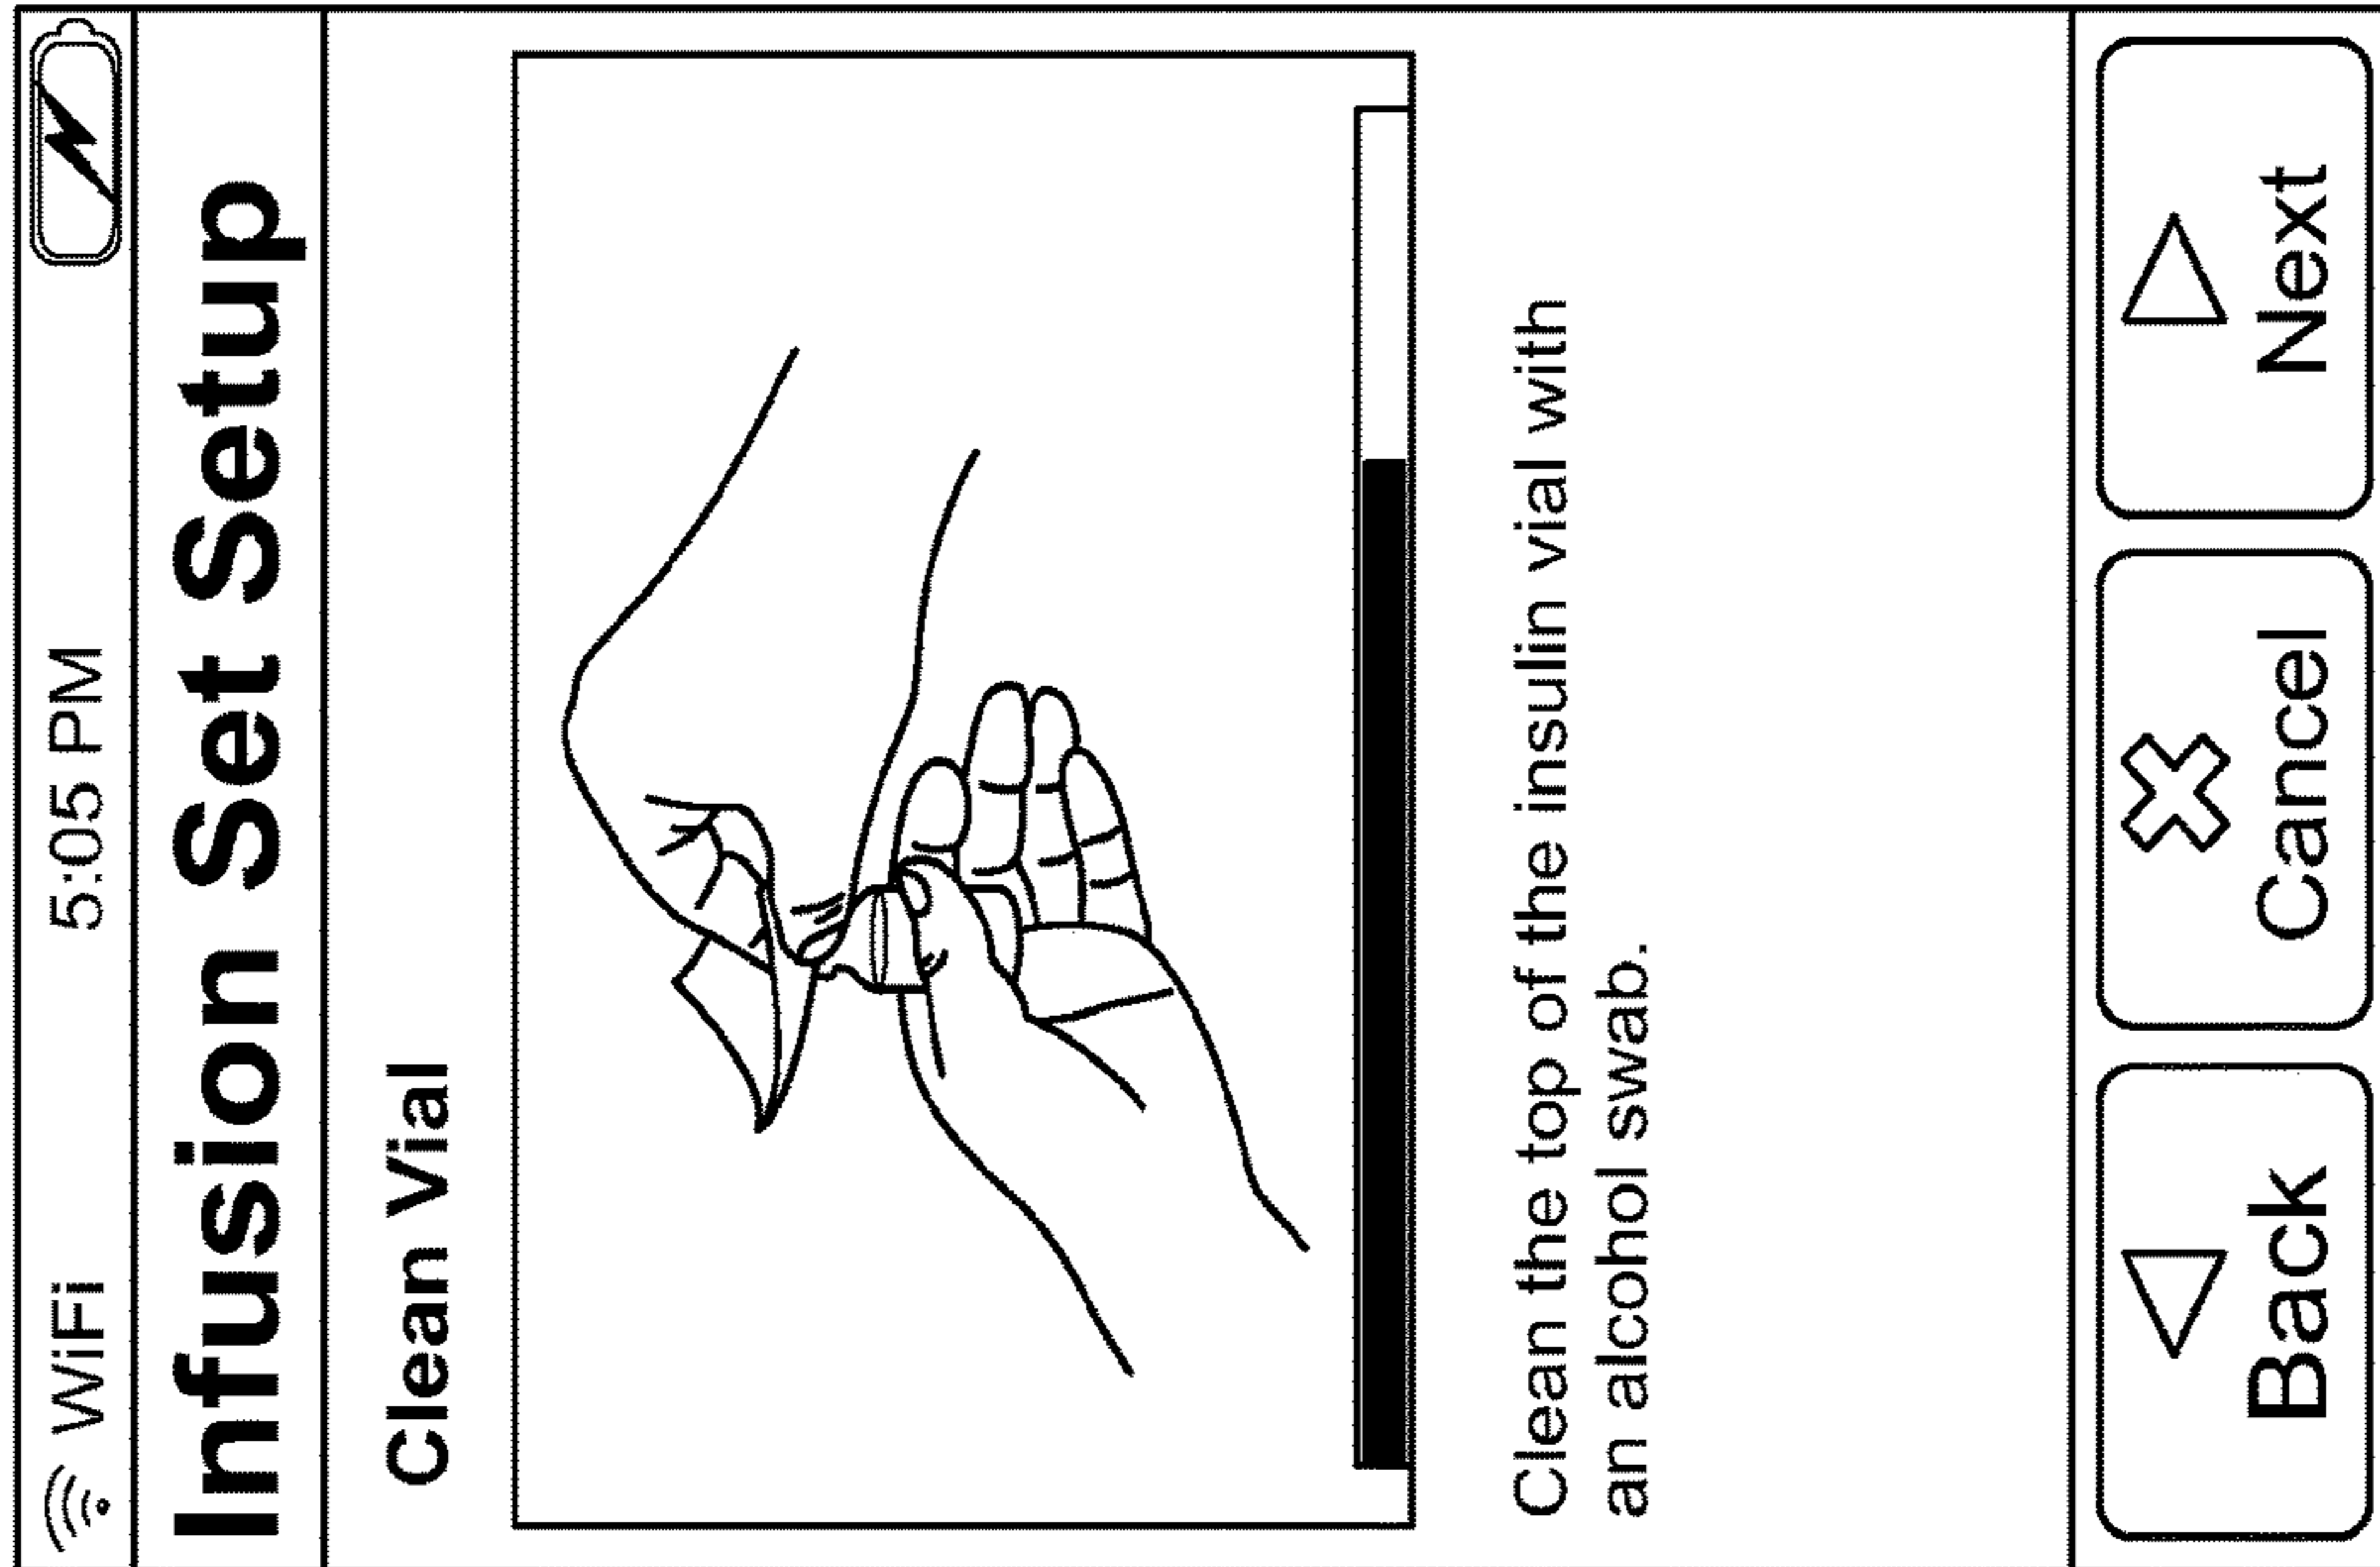 WiFi 5:05 PM
Infusion Set Setup
Clean Vial
Clean the top of the insulin vial with
an alcohol swab.
Back Cancel Next